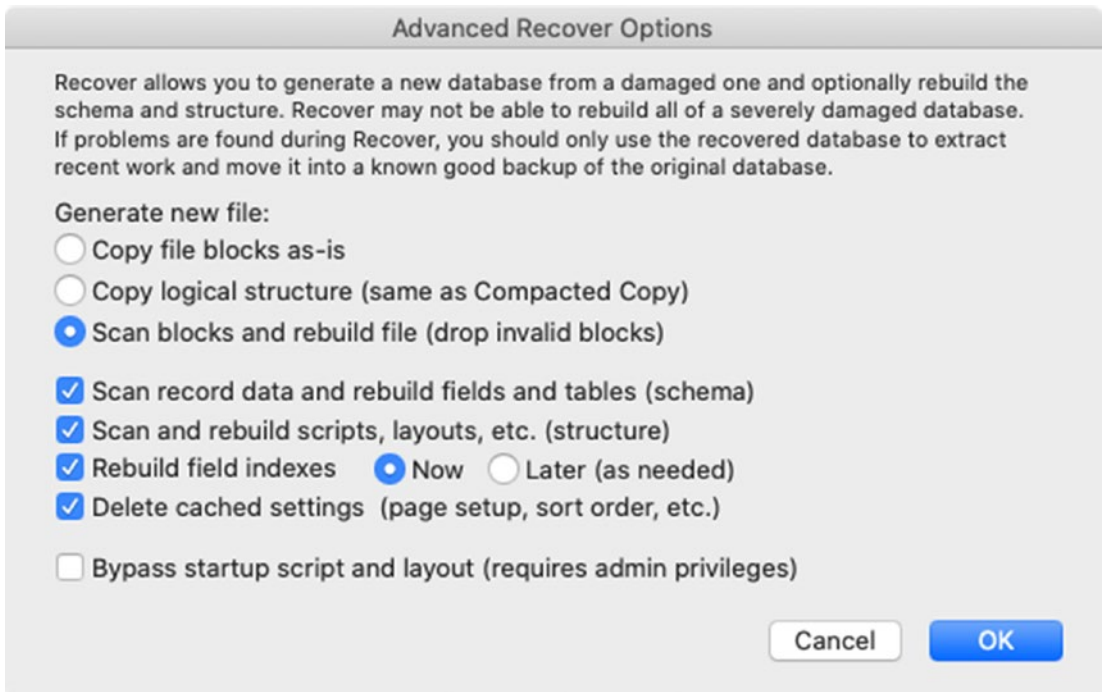 Advanced Recover Options
Recover allows you to generate a new database from a damaged one and optionally rebuild the
schema and structure. Recover may not be able to rebuild all of a severely damaged database.
If problems are found during Recover, you should only use the recovered database to extract
recent work and move it into a known good backup of the original database.
Generate new file:
Copy file blocks as-is
Copy logical structure (same as Compacted Copy)
Scan blocks and rebuild file (drop invalid blocks)
Scan record data and rebuild fields and tables (schema)
Scan and rebuild scripts, layouts, etc. (structure)
Rebuild field indexes Now Later (as needed)
Delete cached settings (page setup, sort order, etc.)
Bypass startup script and layout (requires admin privileges)
Cancel OK